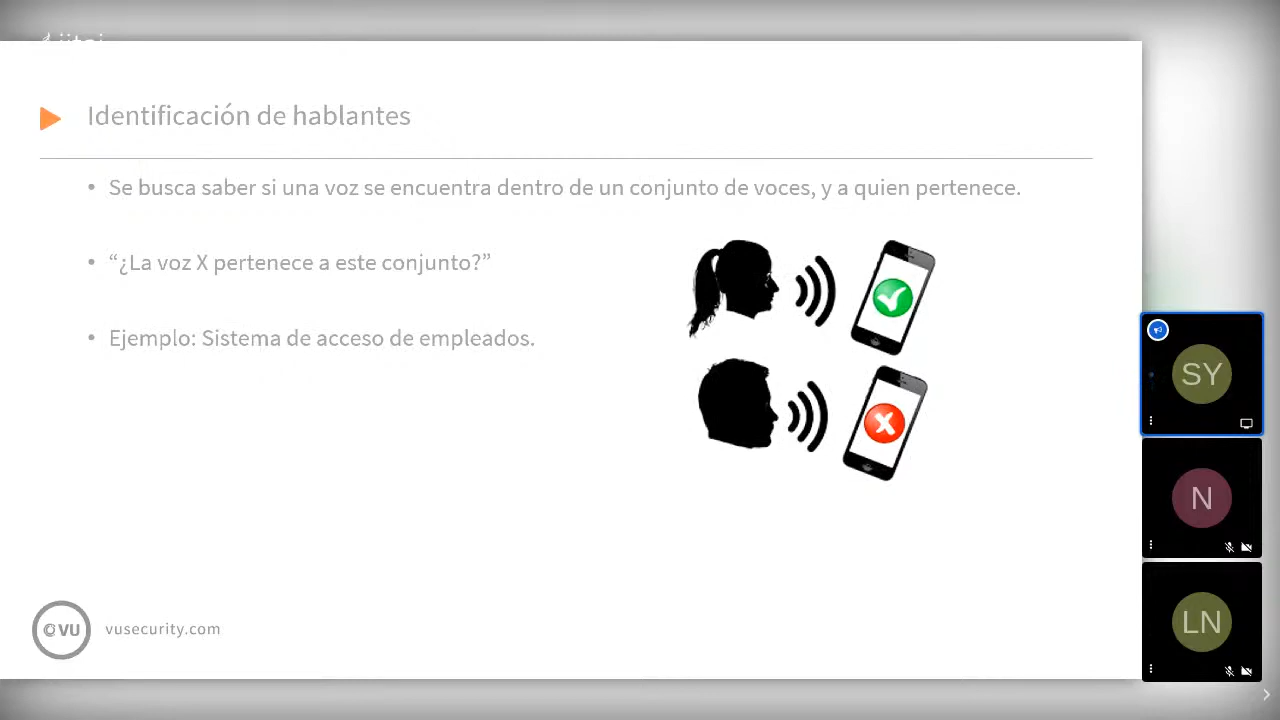 Identificación de hablantes
• Se busca saber si una voz se encuentra dentro de un conjunto de voces, y a quien pertenece.
• “¿La voz X pertenece a este conjunto?”
• Ejemplo: Sistema de acceso de empleados.
SY
N
LN
VU
vusecurity.com